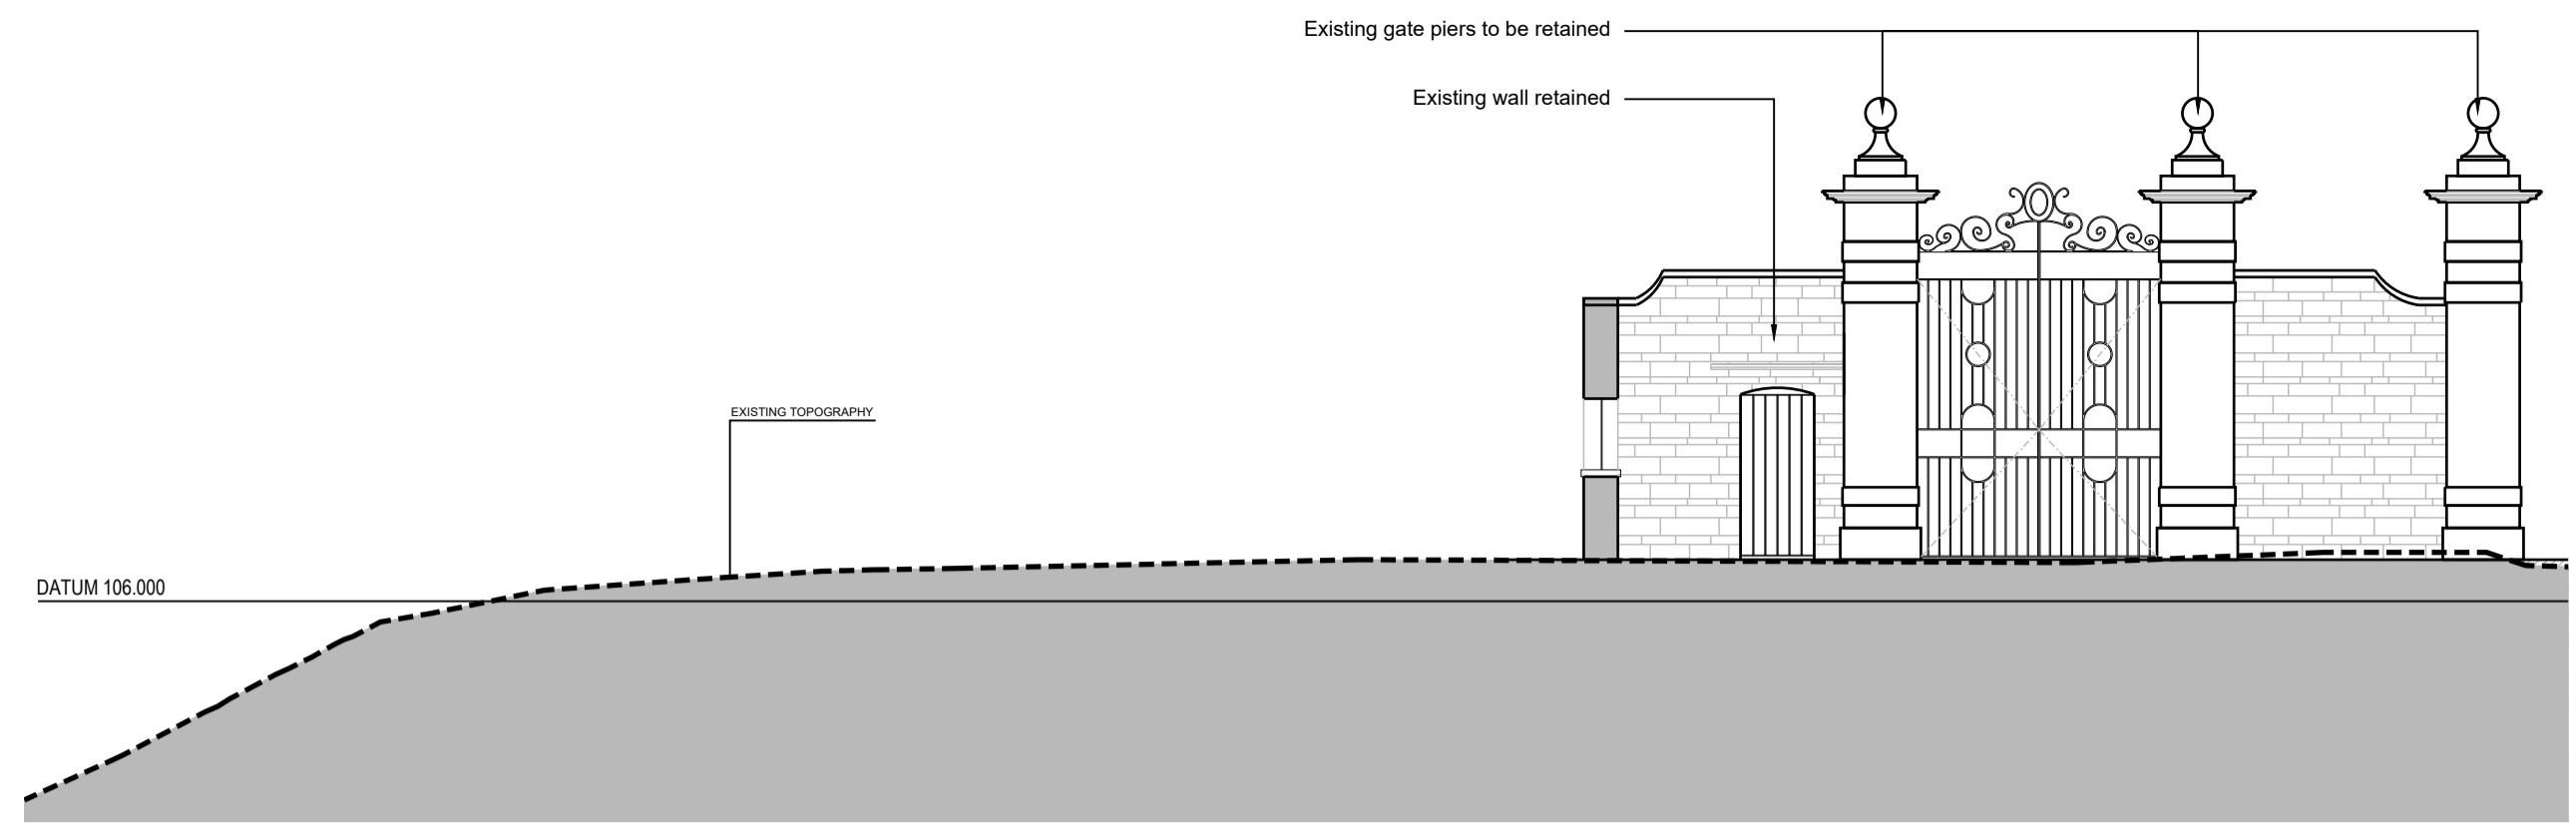 Existing gate piers to be retained
Existing wall retained
EXISTING TOPOGRAPHY
DATUM 106.000